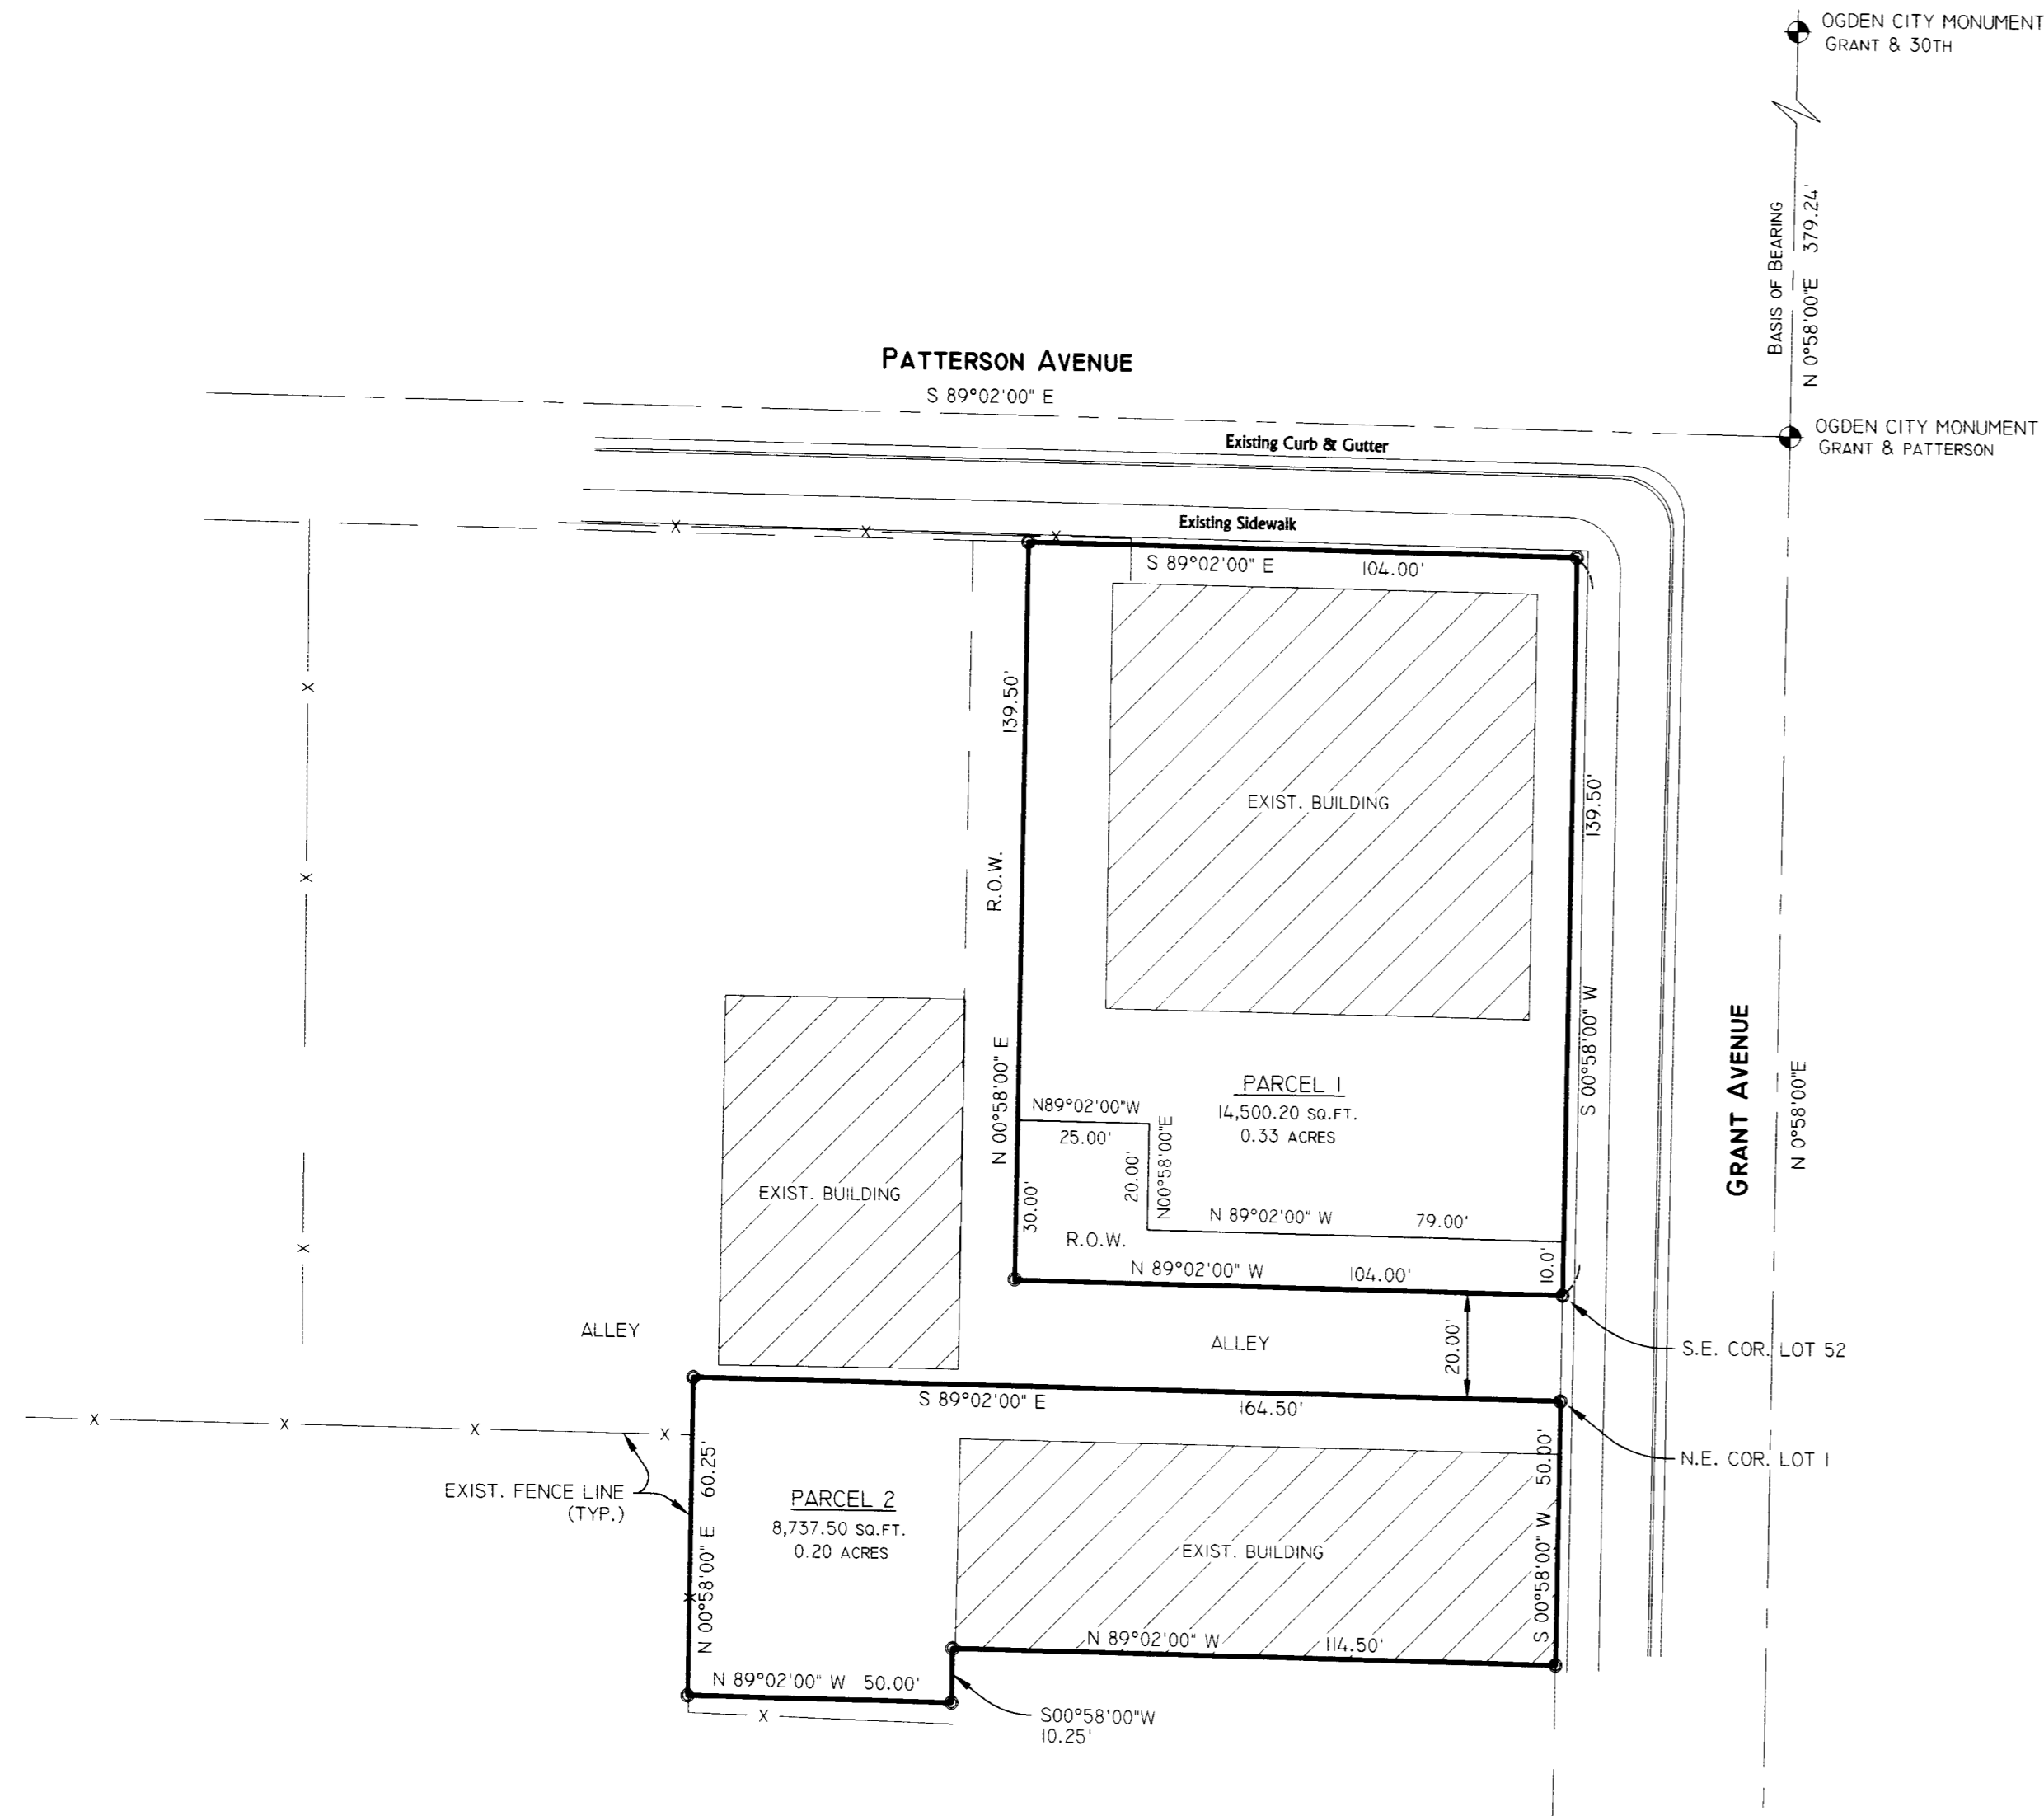 OGDEN CITY MONUMENT
GRANT & 30TH
BASIS OF BEARING
N 0°58'00"E 379.24'
PATTERSON AVENUE
S 89°02'00" E
OGDEN CITY MONUMENT
GRANT & PATTERSON
Existing Curb & Gutter
Existing Sidewalk
X
X
X
S 89°02'00" E 104.00'
139.50'
X
139.50'
EXIST. BUILDING
R.O.W.
X
S 00°58'00" W
N 00°58'00" E
GRANT AVENUE
N 0°58'00"E
PARCEL 1
14,500.20 SQ.FT.
0.33 ACRES
N89°02'00"W
25.00'
20.00'
N00°58'00"E
30.00'
EXIST. BUILDING
N 89°02'00" W 79.00'
R.O.W.
X
N 89°02'00" W 104.00'
10.0'
ALLEY
ALLEY
20.00'
S.E. COR. LOT 52
S 89°02'00" E 164.50'
X
X
X
X
N.E. COR. LOT 1
EXIST. FENCE LINE
(TYP.)
N 00°58'00" E 60.25'
PARCEL 2
8,737.50 SQ.FT.
0.20 ACRES
EXIST. BUILDING
S 00°58'00" W 50.00'
X
N 89°02'00" W 114.50'
N 89°02'00" W 50.00'
X
S00°58'00"W
10.25'